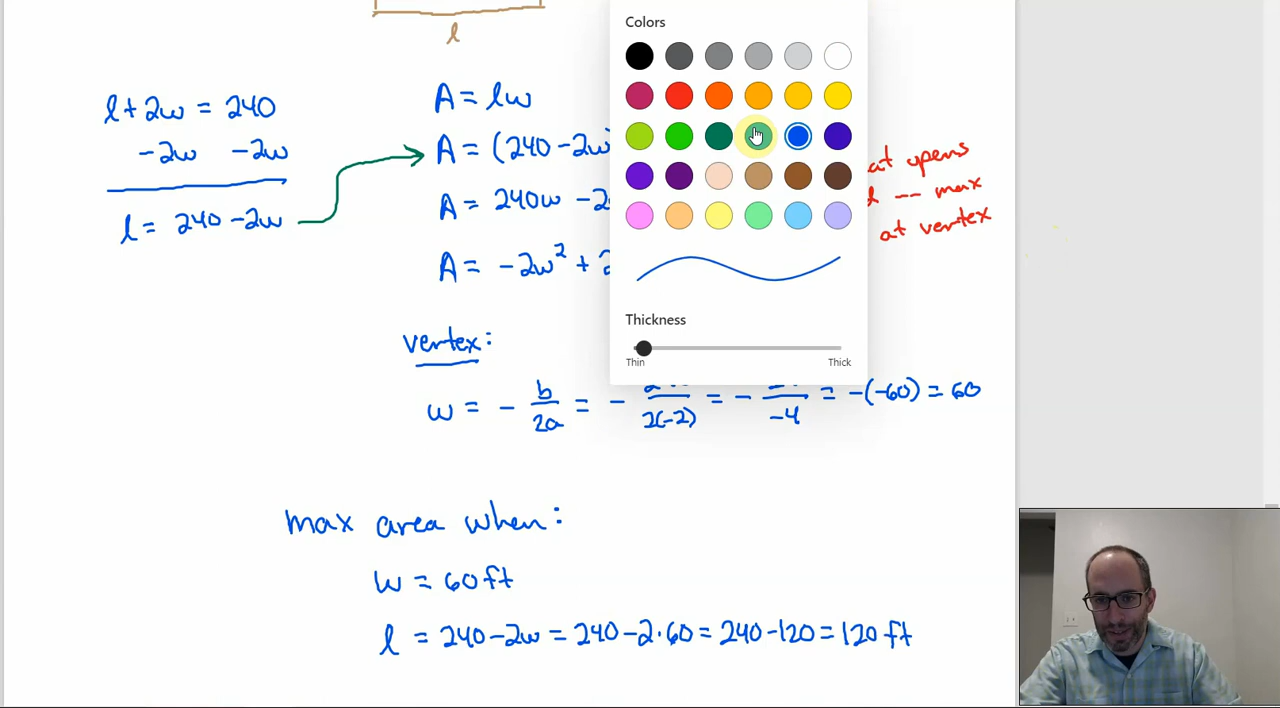 l
l + 2w = 240
-2w -2w
l = 240 - 2w
A = lw
A = (240 - 2w
A = 240w - 2
A = -2w² + 2
at opens
-- max
at vertex
Colors
Thickness
Thin Thick
vertex:
w = - b/2a = - /2(-2) = - /-4 = -(-60) = 60
max area when:
w = 60 ft
l = 240 - 2w = 240 - 2·60 = 240 - 120 = 120 ft